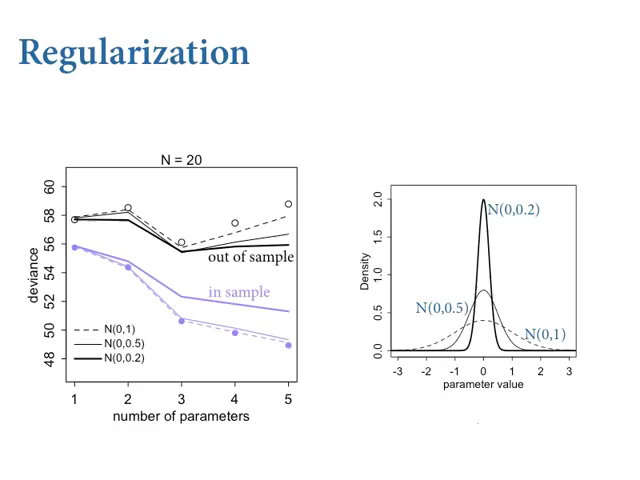 Regularization
N = 20
60
58
56
54
52
50
48
deviance
out of sample
in sample
N(0,1)
N(0,0.5)
N(0,0.2)
1 2 3 4 5
number of parameters
2.0
1.5
1.0
0.5
0.0
Density
N(0,0.2)
N(0,0.5)
N(0,1)
-3 -2 -1 0 1 2 3
parameter value